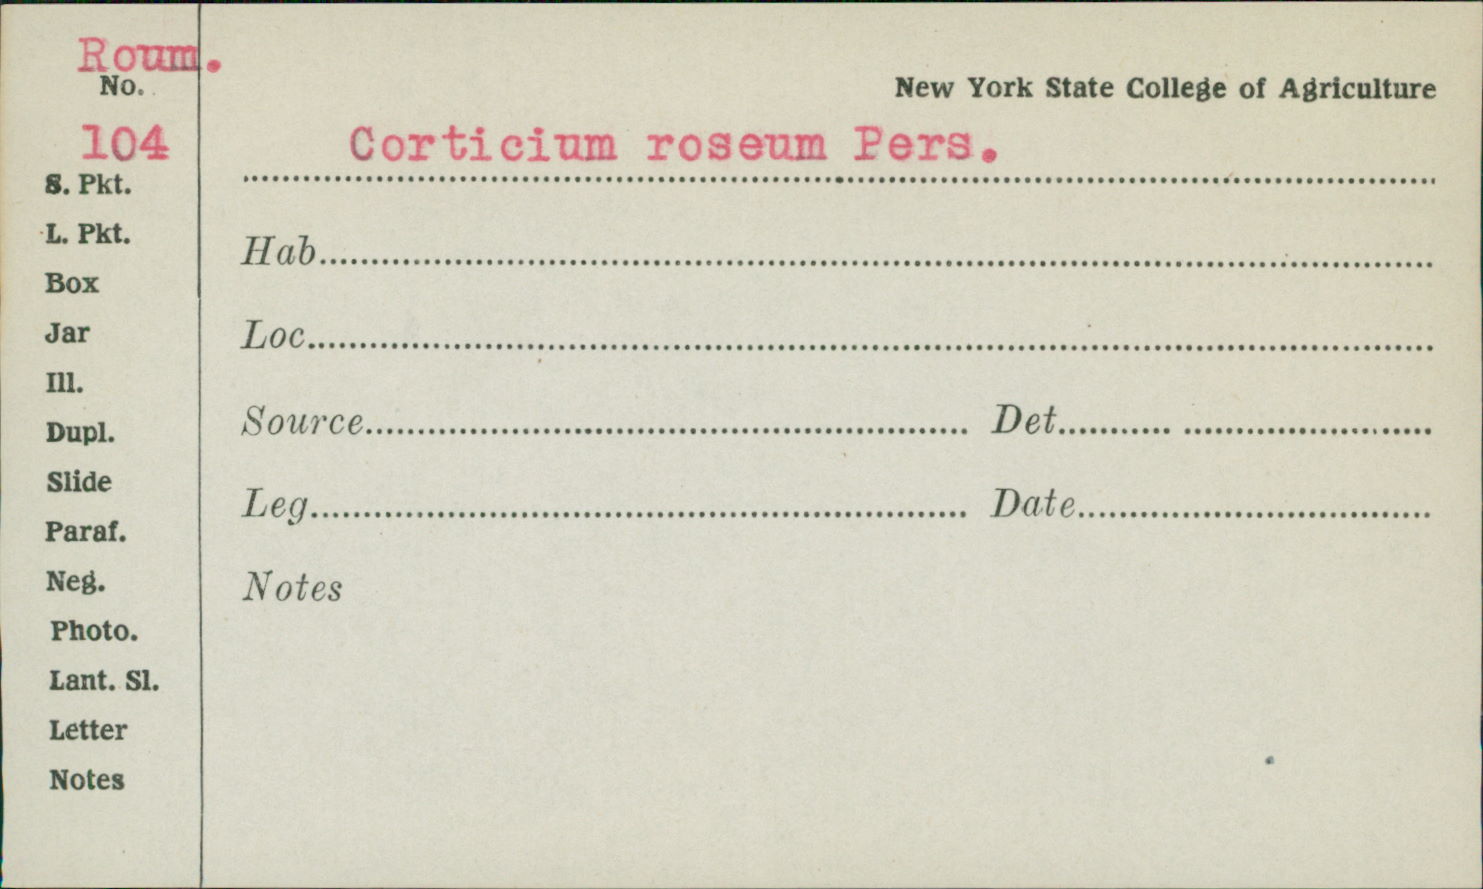 Roum.
No.
New York State College of Agriculture
104
Corticium roseum Pers.
S. Pkt.
L. Pkt.
Hab
Box
Jar
Loc
Ill.
Dupl.
Source Det
Slide
Leg Date
Paraf.
Neg.
Notes
Photo.
Lant. Sl.
Letter
Notes